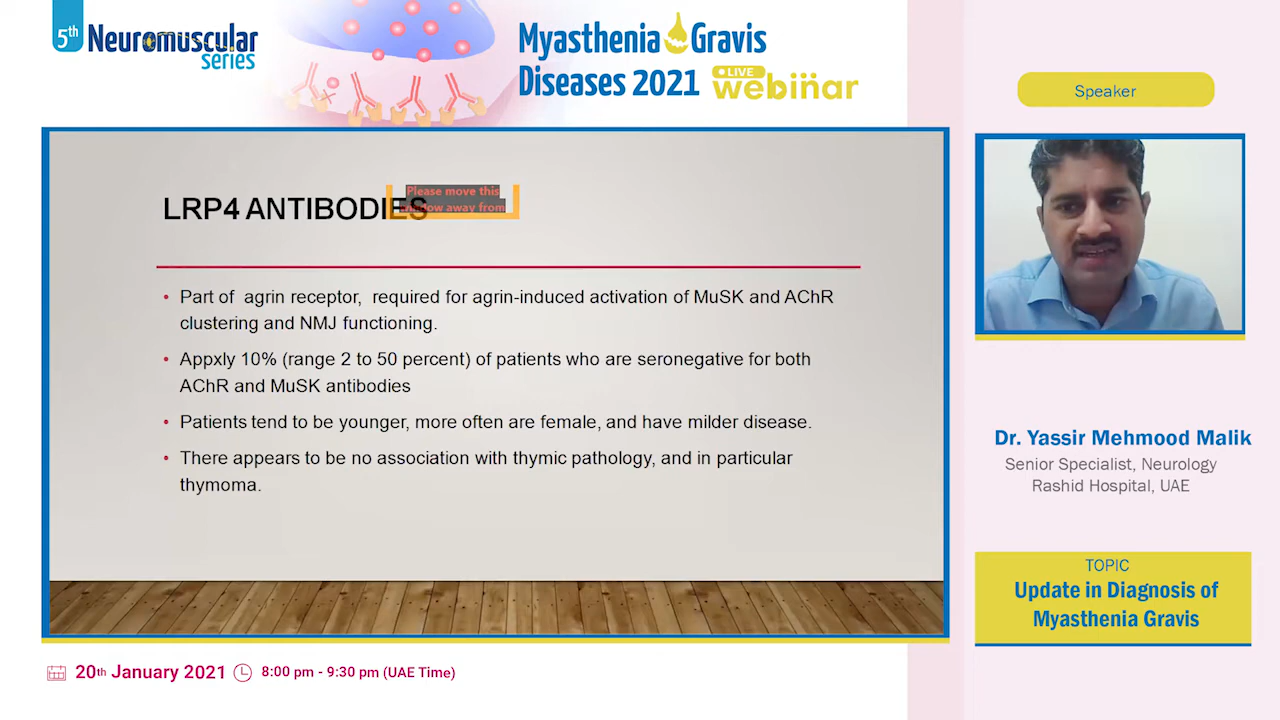 5th Neuromuscular
series
Myasthenia Gravis
Diseases 2021 LIVE webinar
Speaker
LRP4 ANTIBODIES
Please move this
window away from
• Part of agrin receptor, required for agrin-induced activation of MuSK and AChR
clustering and NMJ functioning.
• Appxly 10% (range 2 to 50 percent) of patients who are seronegative for both
AChR and MuSK antibodies
• Patients tend to be younger, more often are female, and have milder disease.
• There appears to be no association with thymic pathology, and in particular
thymoma.
Dr. Yassir Mehmood Malik
Senior Specialist, Neurology
Rashid Hospital, UAE
TOPIC
Update in Diagnosis of
Myasthenia Gravis
20th January 2021 8:00 pm - 9:30 pm (UAE Time)